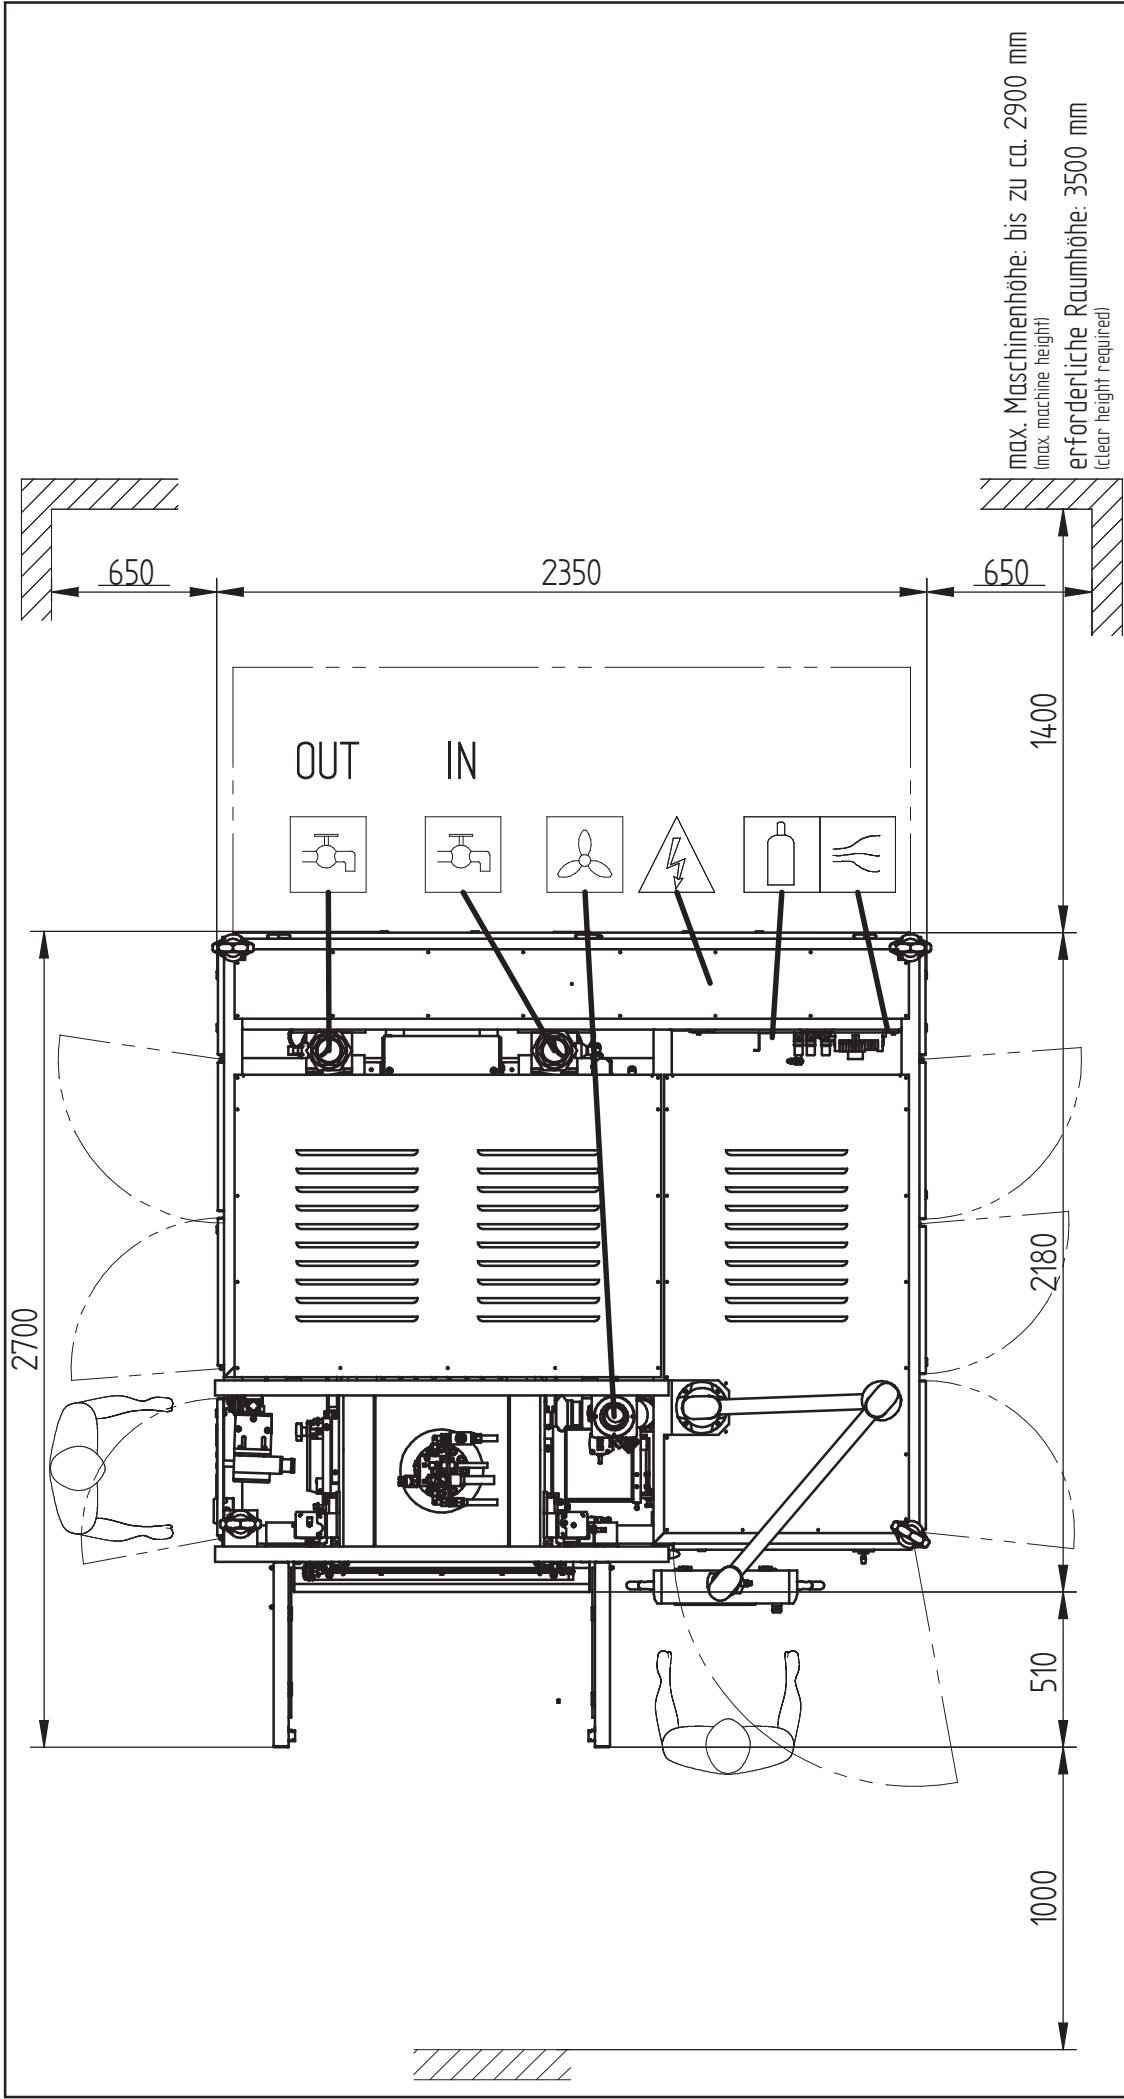 max. Maschinenhöhe: bis zu ca. 2900 mm
(max. machine height)
erforderliche Raumhöhe: 3500 mm
(clear height required)
650
2350
650
OUT
IN
1400
2700
2180
510
1000